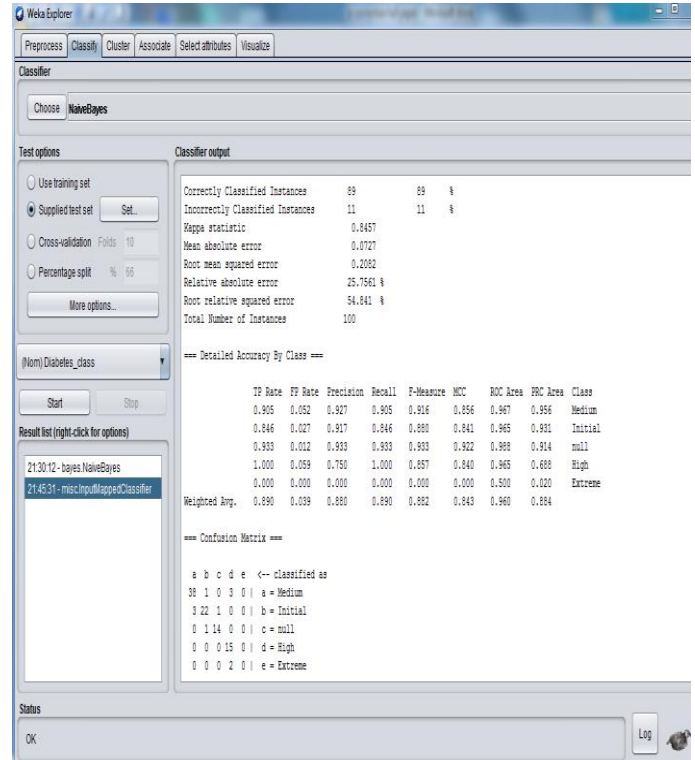 Weka Explorer
Preprocess Classify Cluster Associate Select attributes Visualize
Classifier
Choose NaiveBayes
Test options
Use training set
Supplied test set Set...
Cross-validation Folds 10
Percentage split % 66
More options...
(Nom) Diabetes_class
Start Stop
Result list (right-click for options)
21:30:12 - bayes.NaiveBayes
21:45:31 - misc.InputMappedClassifier
Classifier output
Correctly Classified Instances 89 89 %
Incorrectly Classified Instances 11 11 %
Kappa statistic 0.8457
Mean absolute error 0.0727
Root mean squared error 0.2082
Relative absolute error 25.7561 %
Root relative squared error 54.841 %
Total Number of Instances 100
=== Detailed Accuracy By Class ===
TP Rate FP Rate Precision Recall F-Measure MCC ROC Area PRC Area Class
0.905 0.052 0.927 0.905 0.916 0.856 0.967 0.956 Medium
0.846 0.027 0.917 0.846 0.880 0.841 0.965 0.931 Initial
0.933 0.012 0.933 0.933 0.933 0.922 0.988 0.914 null
1.000 0.059 0.750 1.000 0.857 0.840 0.965 0.688 High
0.000 0.000 0.000 0.000 0.000 0.000 0.500 0.020 Extreme
Weighted Avg. 0.890 0.039 0.880 0.890 0.882 0.843 0.960 0.884
=== Confusion Matrix ===
a b c d e <-- classified as
38 1 0 3 0 | a = Medium
3 22 1 0 0 | b = Initial
0 1 14 0 0 | c = null
0 0 0 15 0 | d = High
0 0 0 2 0 | e = Extreme
Status
OK
Log